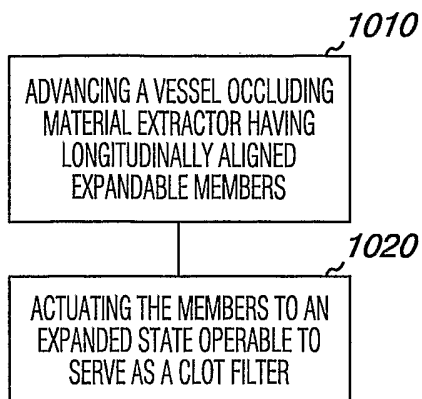 1010
ADVANCING A VESSEL OCCLUDING
MATERIAL EXTRACTOR HAVING
LONGITUDINALLY ALIGNED
EXPANDABLE MEMBERS
1020
ACTUATING THE MEMBERS TO AN
EXPANDED STATE OPERABLE TO
SERVE AS A CLOT FILTER